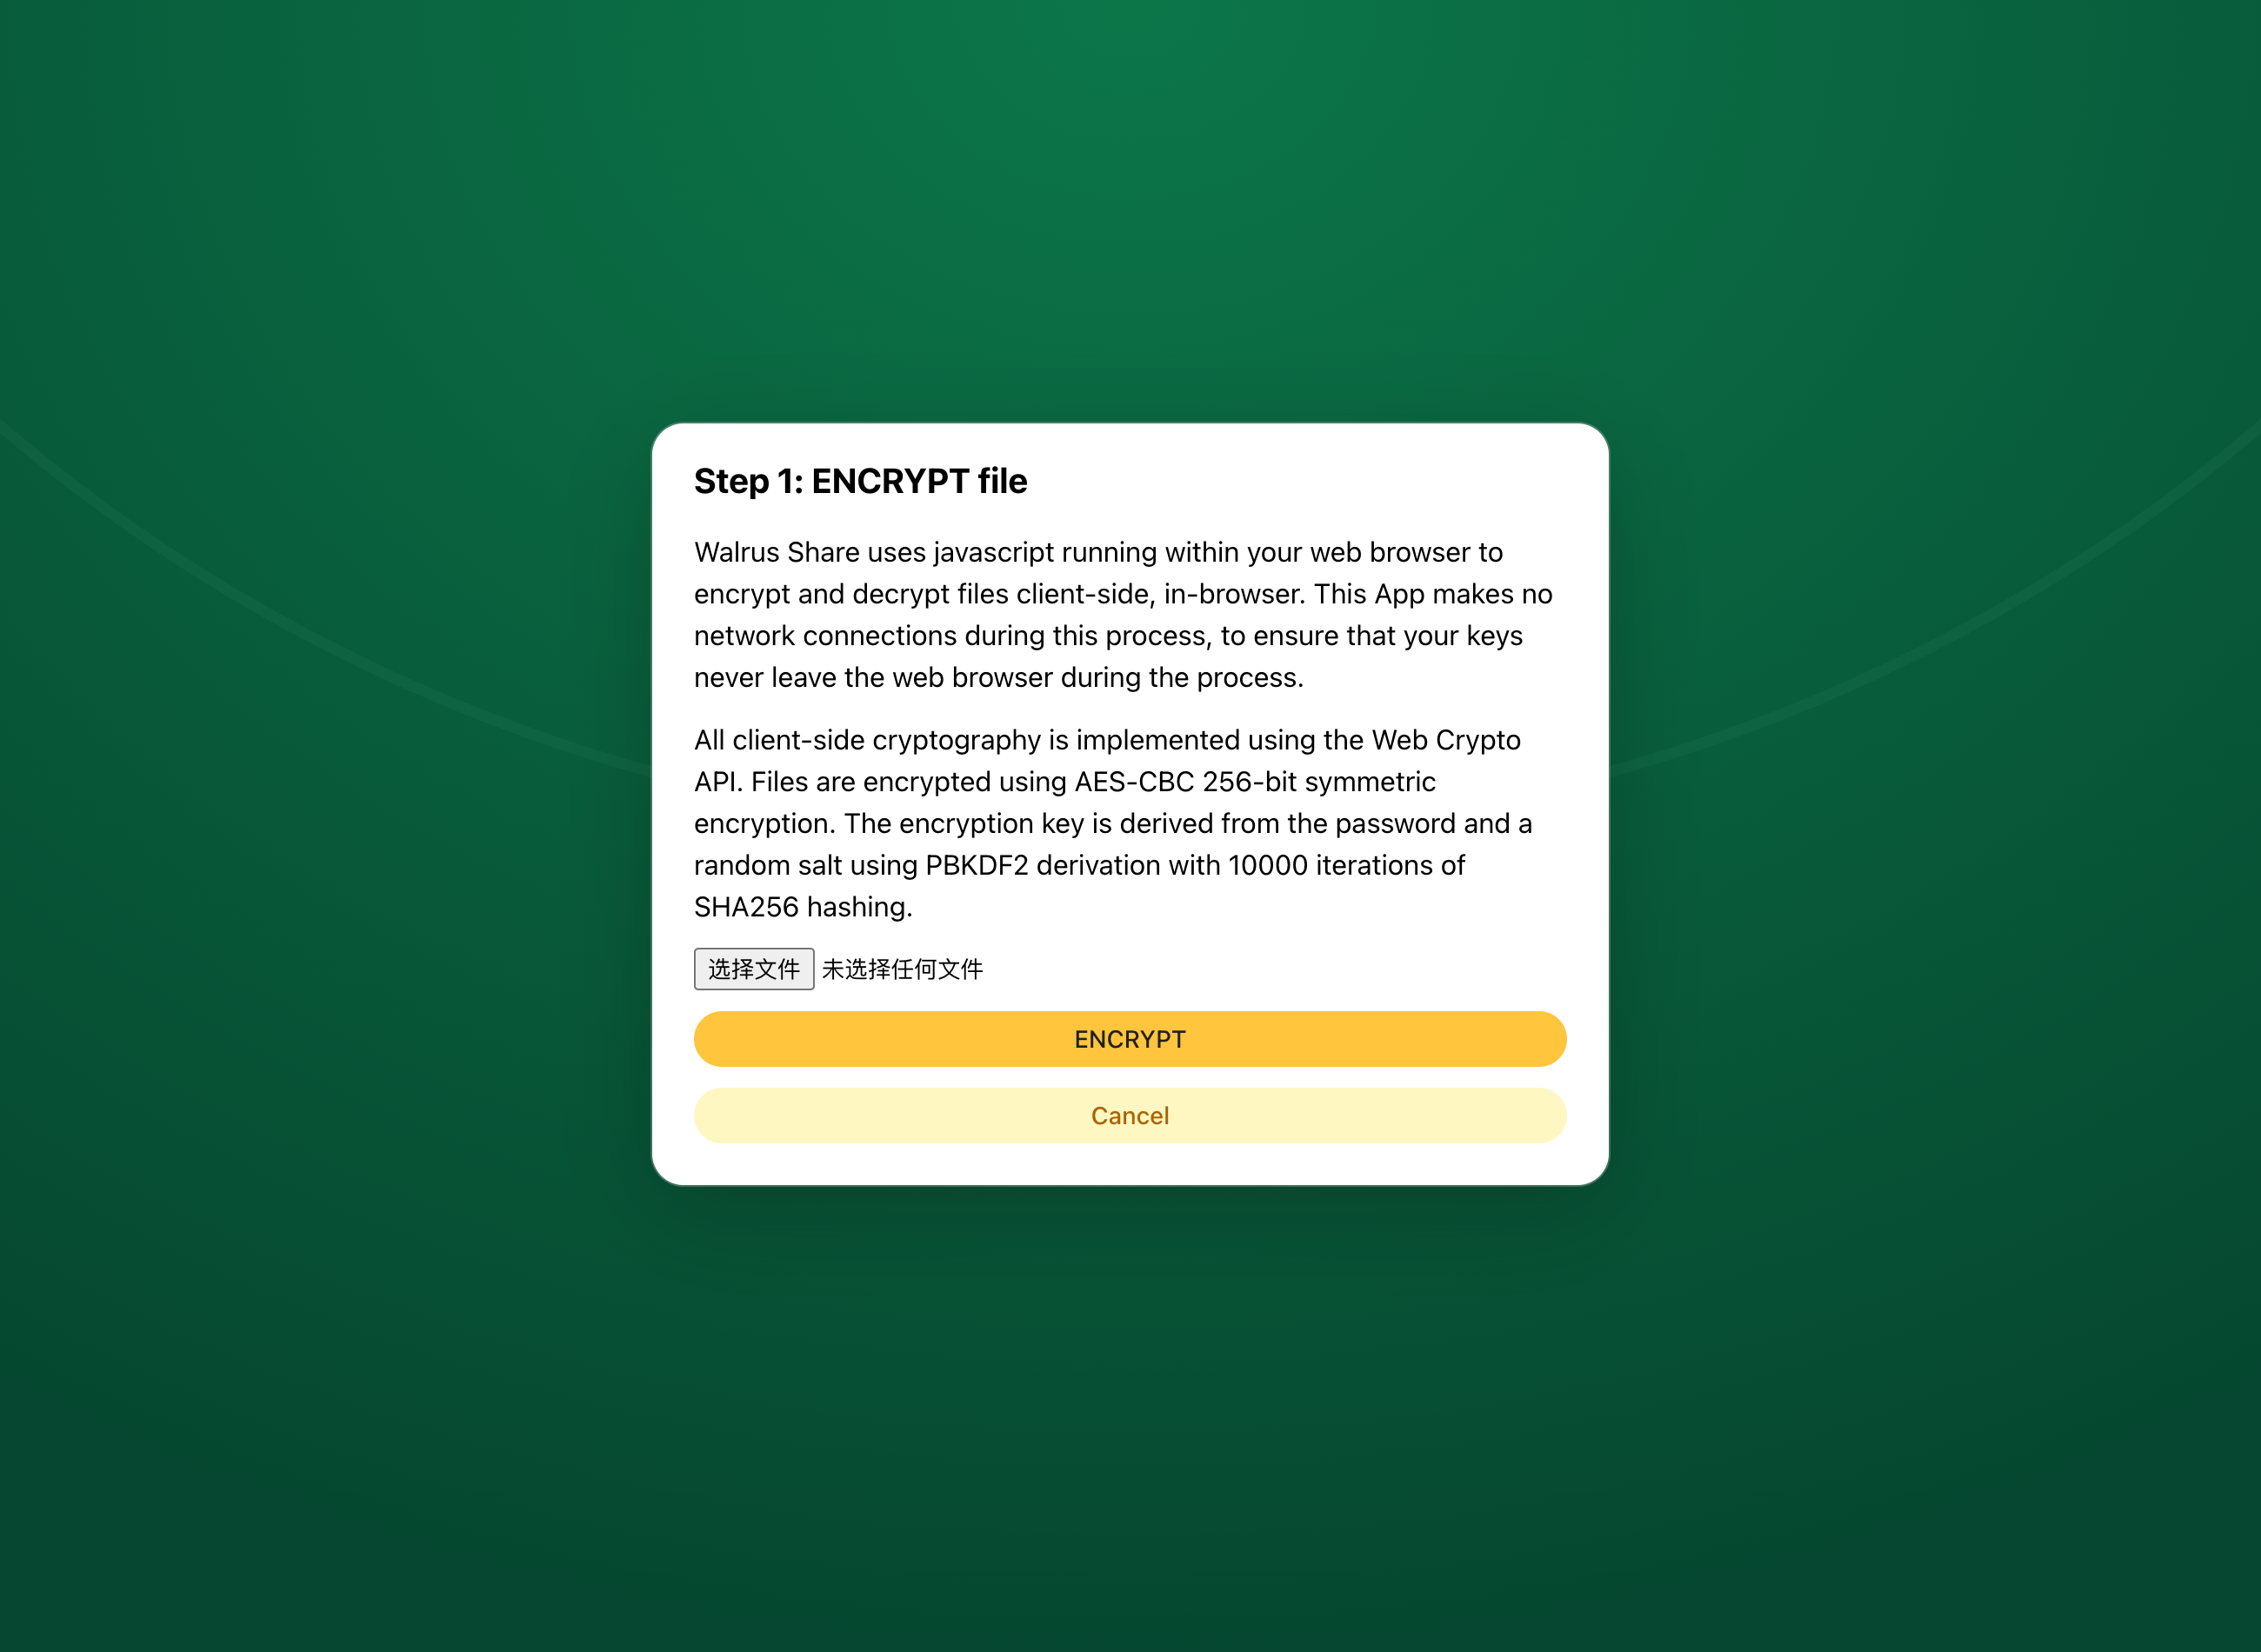 Step 1: ENCRYPT file
Walrus Share uses javascript running within your web browser to
encrypt and decrypt files client-side, in-browser. This App makes no
network connections during this process, to ensure that your keys
never leave the web browser during the process.
All client-side cryptography is implemented using the Web Crypto
API. Files are encrypted using AES-CBC 256-bit symmetric
encryption. The encryption key is derived from the password and a
random salt using PBKDF2 derivation with 10000 iterations of
SHA256 hashing.
选择文件 未选择任何文件
ENCRYPT
Cancel